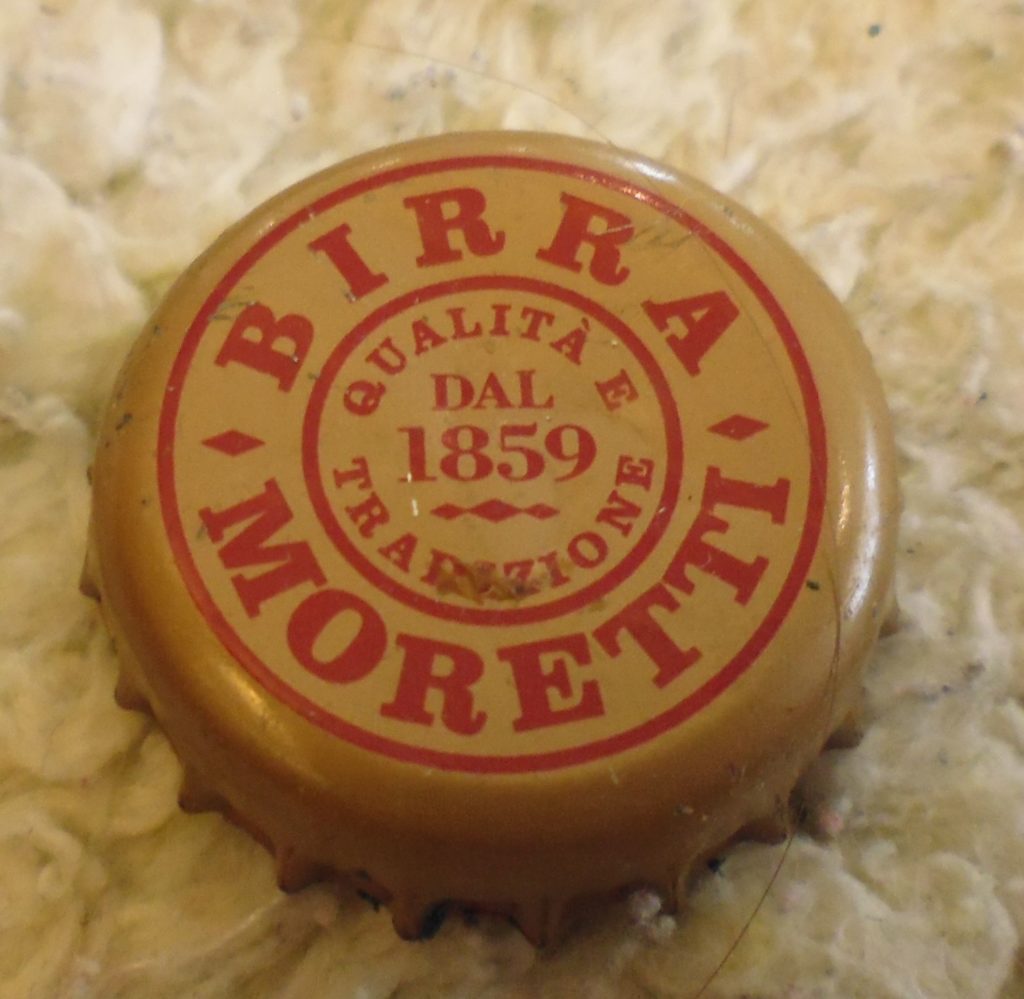 BIRRA
MORETTI
QUALITÀ E
TRADIZIONE
DAL
1859